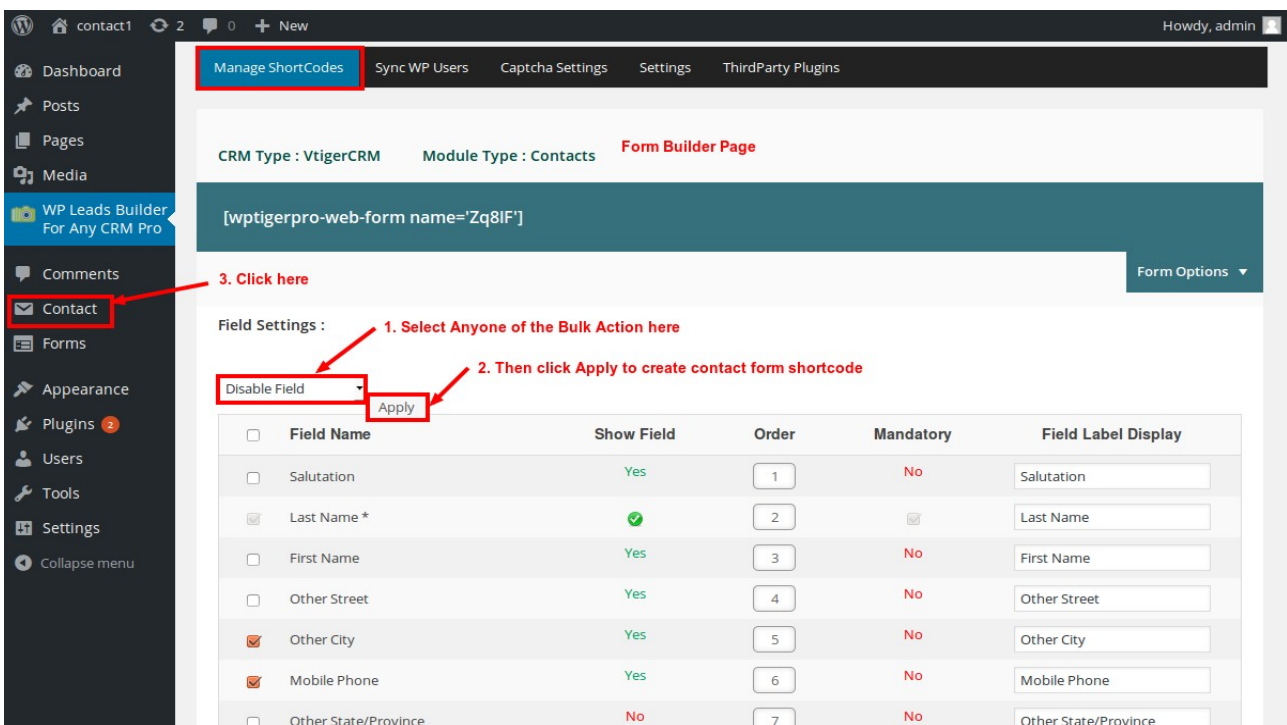 contact1 2 0 + New Howdy, admin
Dashboard
Posts
Pages
Media
WP Leads Builder
For Any CRM Pro
Comments
Contact
Forms
Appearance
Plugins 2
Users
Tools
Settings
Collapse menu
Manage ShortCodes Sync WP Users Captcha Settings Settings ThirdParty Plugins
CRM Type : VtigerCRM Module Type : Contacts Form Builder Page
[wptigerpro-web-form name='Zq8lF']
Form Options
3. Click here
Field Settings :
1. Select Anyone of the Bulk Action here
2. Then click Apply to create contact form shortcode
Disable Field
Apply
Field Name Show Field Order Mandatory Field Label Display
Salutation Yes 1 No Salutation
Last Name * 2 Last Name
First Name Yes 3 No First Name
Other Street Yes 4 No Other Street
Other City Yes 5 No Other City
Mobile Phone Yes 6 No Mobile Phone
Other State/Province No 7 No Other State/Province